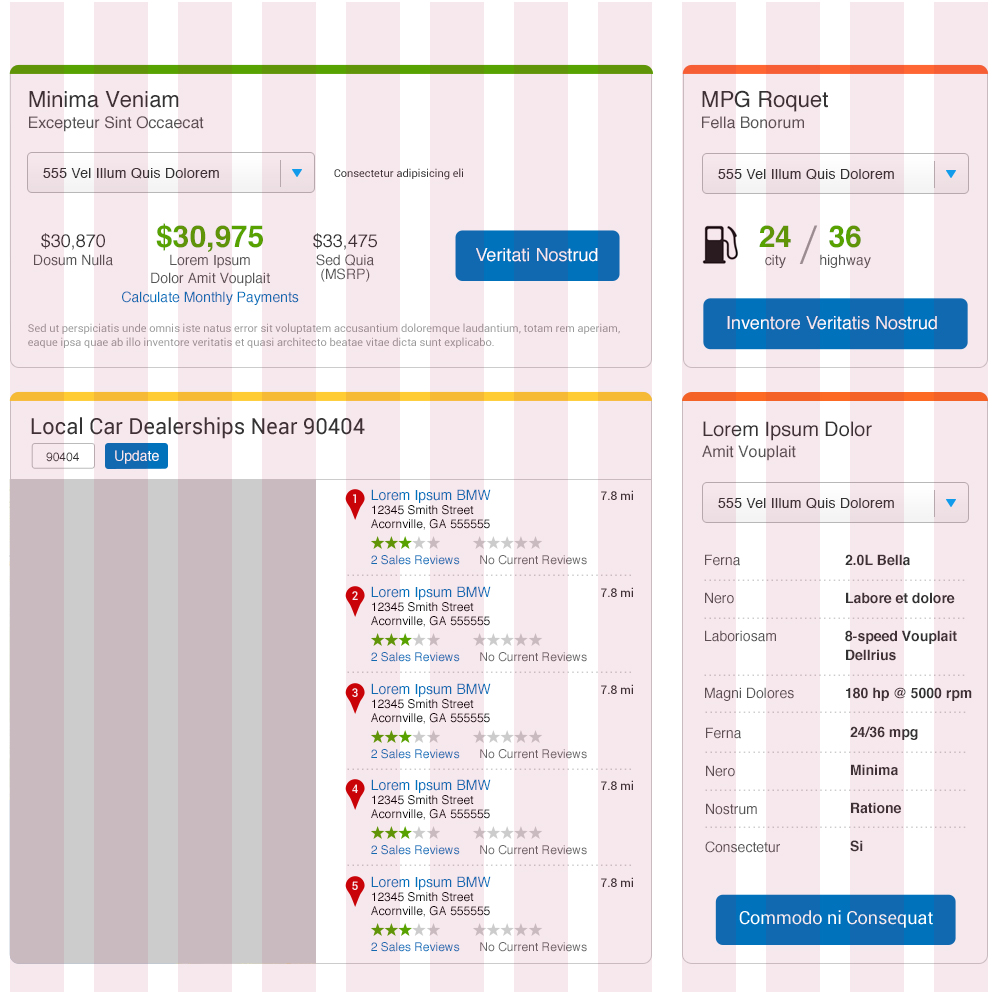 Minima Veniam
Excepteur Sint Occaecat
555 Vel Illum Quis Dolorem
Consectetur adipisicing eli
$30,870
Dosum Nulla
$30,975
Lorem Ipsum
Dolor Amit Vouplait
Calculate Monthly Payments
$33,475
Sed Quia
(MSRP)
Veritati Nostrud
Sed ut perspiciatis unde omnis iste natus error sit voluptatem accusantium doloremque laudantium, totam rem aperiam,
eaque ipsa quae ab illo inventore veritatis et quasi architecto beatae vitae dicta sunt explicabo.
MPG Roquet
Fella Bonorum
555 Vel Illum Quis Dolorem
24 / 36
city highway
Inventore Veritatis Nostrud
Local Car Dealerships Near 90404
90404 Update
1 Lorem Ipsum BMW 7.8 mi
12345 Smith Street
Acornville, GA 555555
2 Sales Reviews No Current Reviews
2 Lorem Ipsum BMW 7.8 mi
12345 Smith Street
Acornville, GA 555555
2 Sales Reviews No Current Reviews
3 Lorem Ipsum BMW 7.8 mi
12345 Smith Street
Acornville, GA 555555
2 Sales Reviews No Current Reviews
4 Lorem Ipsum BMW 7.8 mi
12345 Smith Street
Acornville, GA 555555
2 Sales Reviews No Current Reviews
5 Lorem Ipsum BMW 7.8 mi
12345 Smith Street
Acornville, GA 555555
2 Sales Reviews No Current Reviews
Lorem Ipsum Dolor
Amit Vouplait
555 Vel Illum Quis Dolorem
Ferna 2.0L Bella
Nero Labore et dolore
Laboriosam 8-speed Vouplait
Dellrius
Magni Dolores 180 hp @ 5000 rpm
Ferna 24/36 mpg
Nero Minima
Nostrum Ratione
Consectetur Si
Commodo ni Consequat